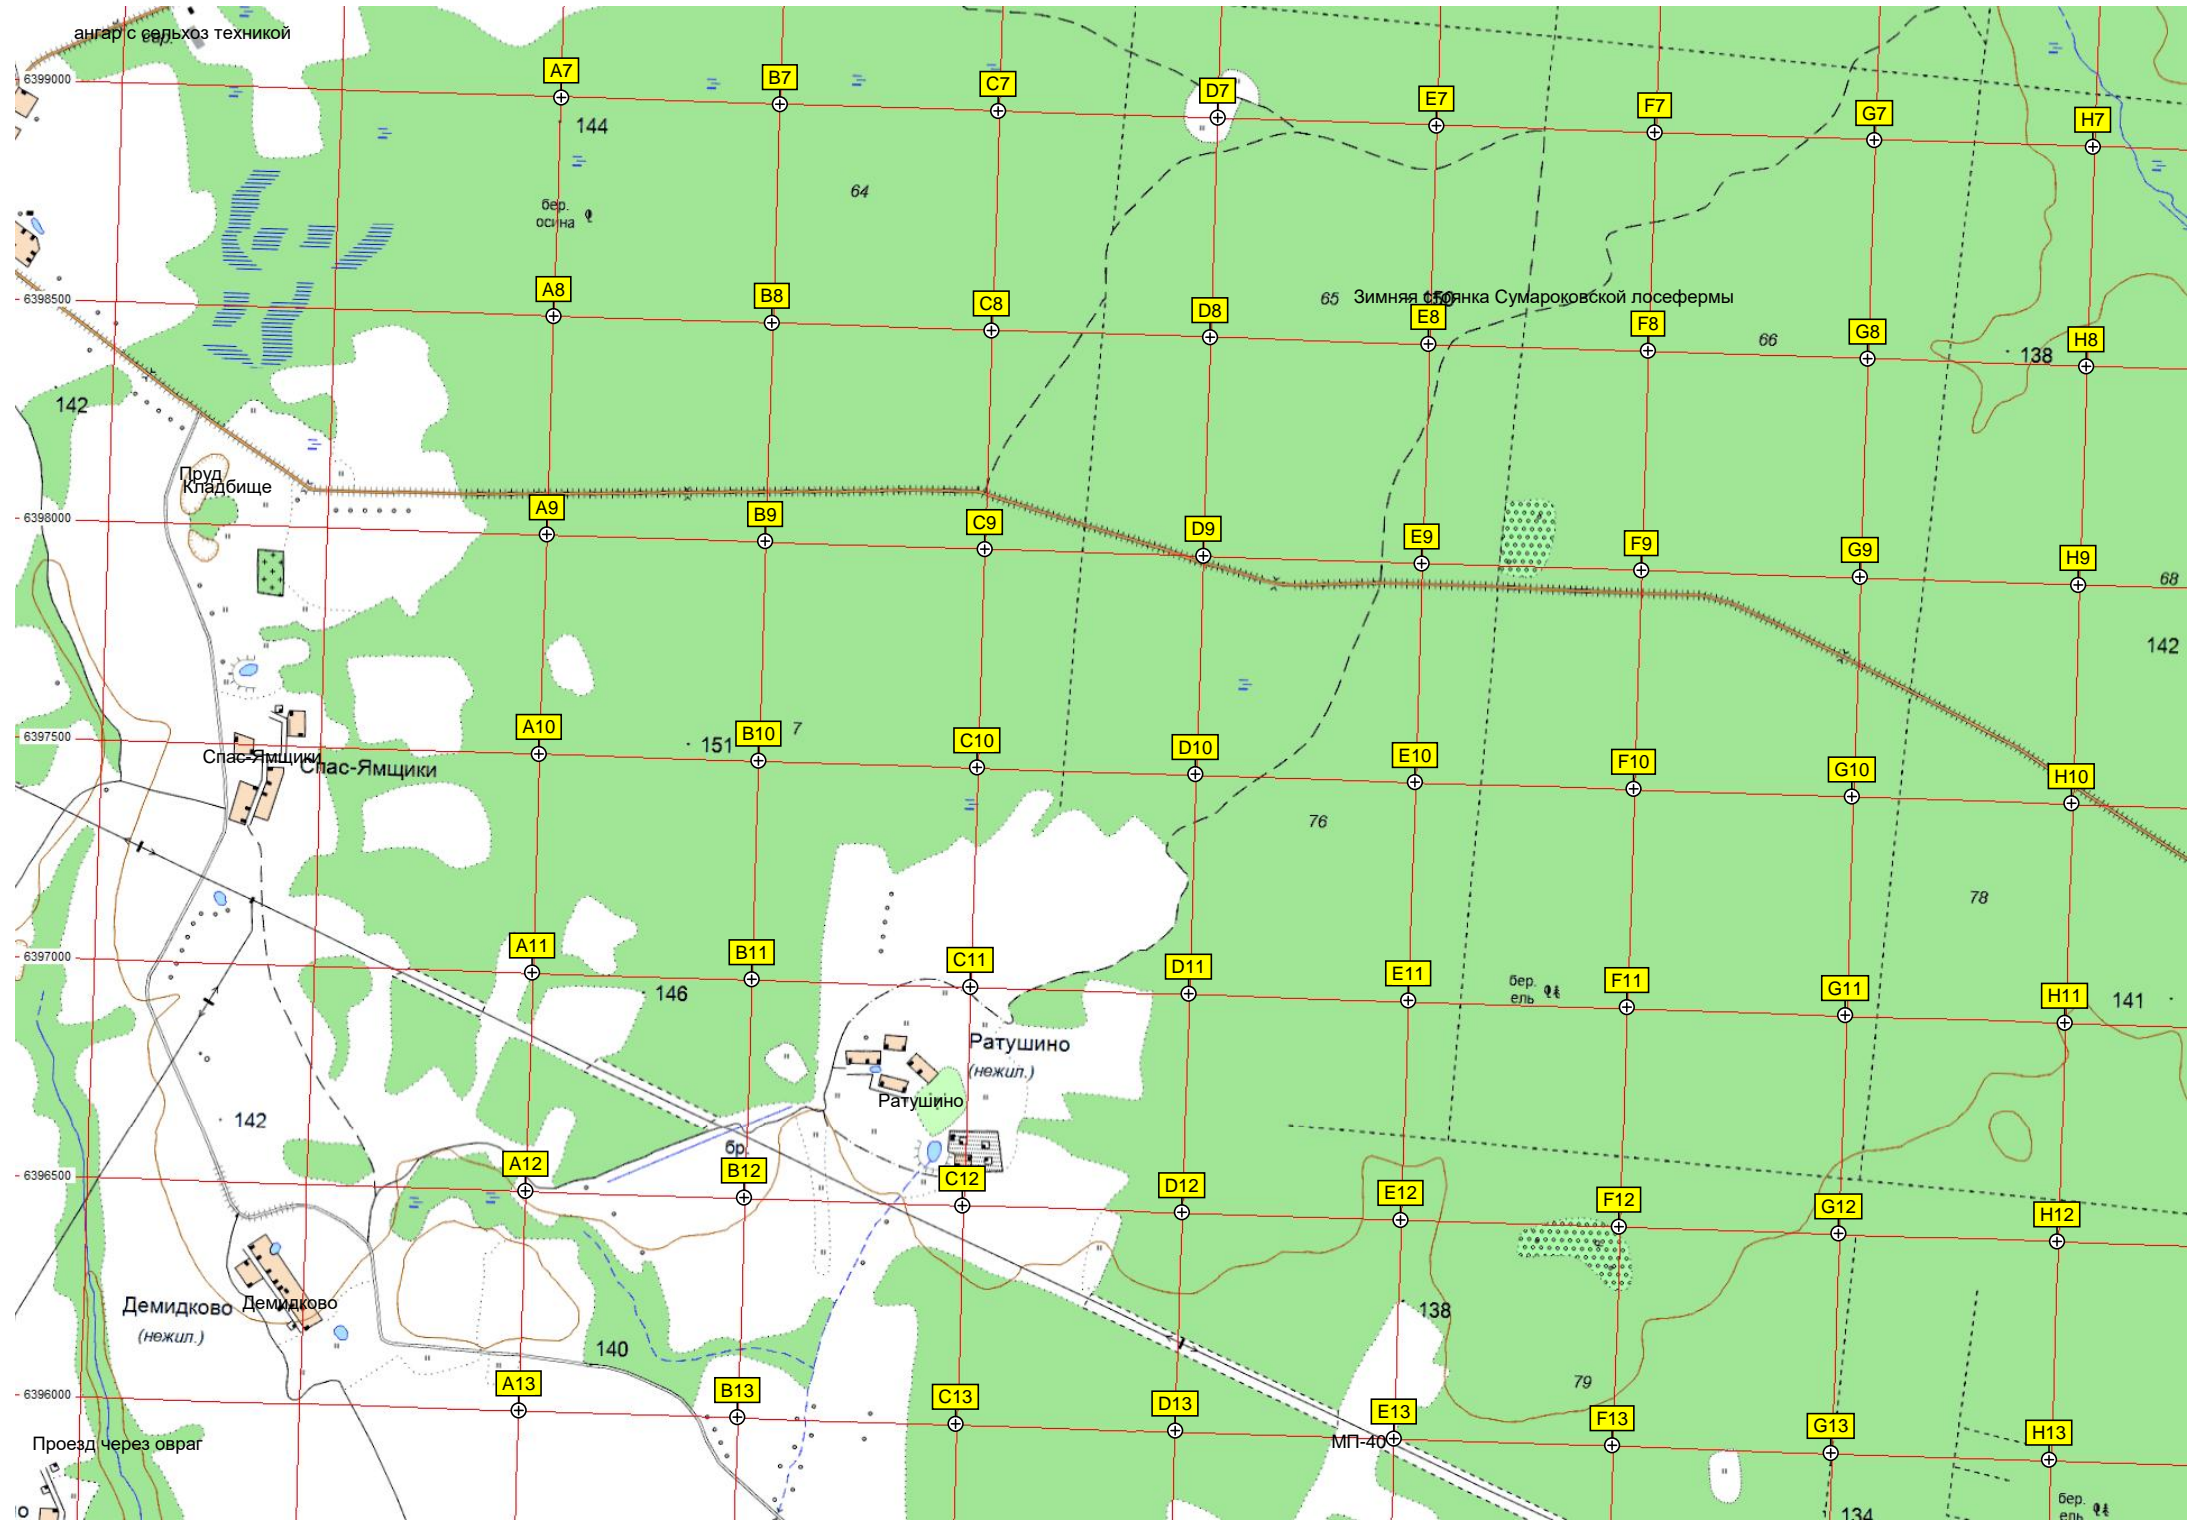 ангар с сельхоз техникой
6399000
A7
B7
C7
D7
E7
F7
G7
H7
144
64
бер.
осина
6398500
A8
B8
C8
D8
65
Зимняя стоянка Сумароковской лосефермы
E8
F8
66
G8
138
H8
142
Пруд
Кладбище
6398000
A9
B9
C9
D9
E9
F9
G9
H9
68
142
6397500
A10
151
B10
7
C10
D10
E10
F10
G10
H10
Спас-Ямщики
Спас-Ямщики
76
78
6397000
A11
B11
C11
D11
E11
бер.
ель
F11
G11
H11
141
146
Ратушино
(нежил.)
Ратушино
142
бр.
6396500
A12
B12
C12
D12
E12
F12
G12
H12
Демидково
Демидково
(нежил.)
138
140
79
6396000
A13
B13
C13
D13
E13
F13
G13
H13
МП-40
Проезд через овраг
бер.
ель
134